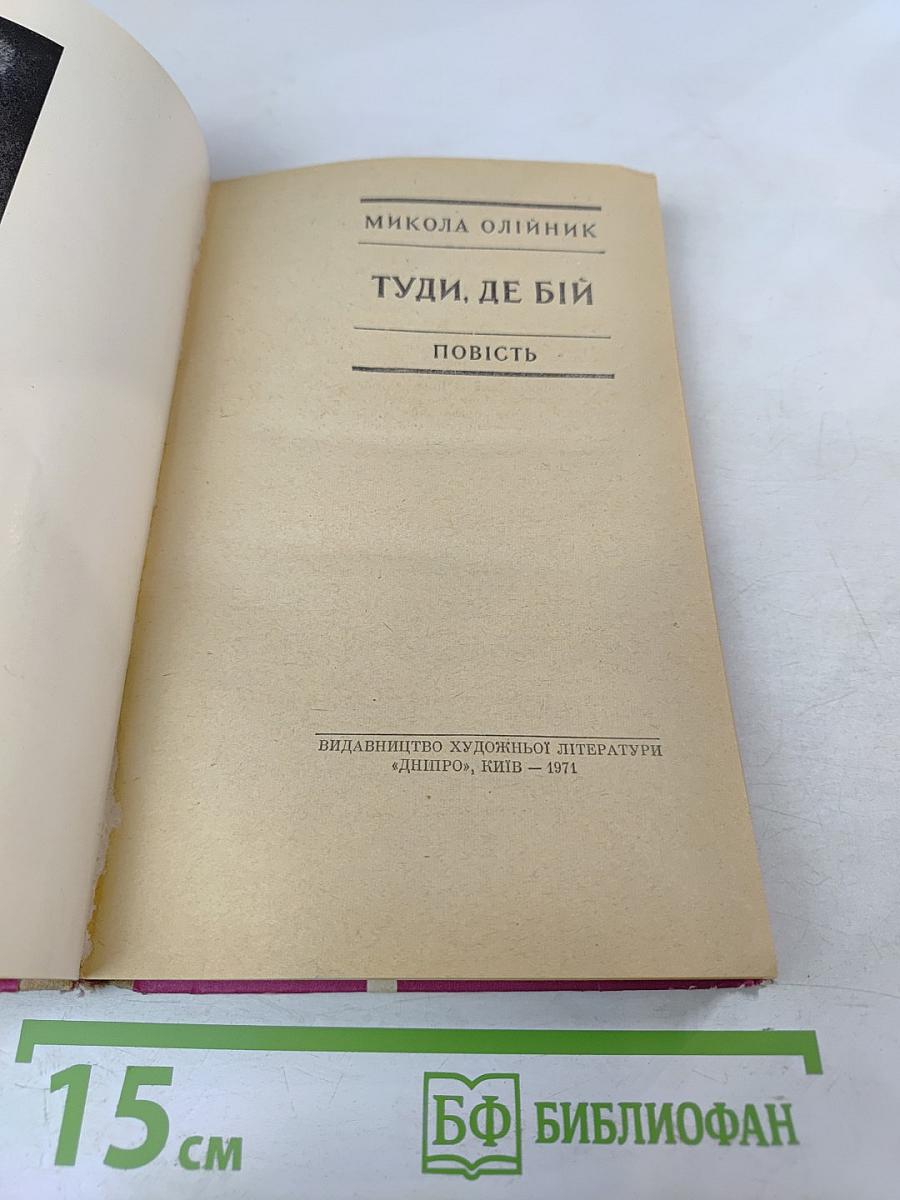 МИКОЛА ОЛІЙНИК
ТУДИ, ДЕ БІЙ
ПОВІСТЬ
ВИДАВНИЦТВО ХУДОЖНЬОЇ ЛІТЕРАТУРИ
«ДНІПРО», КИЇВ — 1971
15 см
БФ БИБЛИОФАН